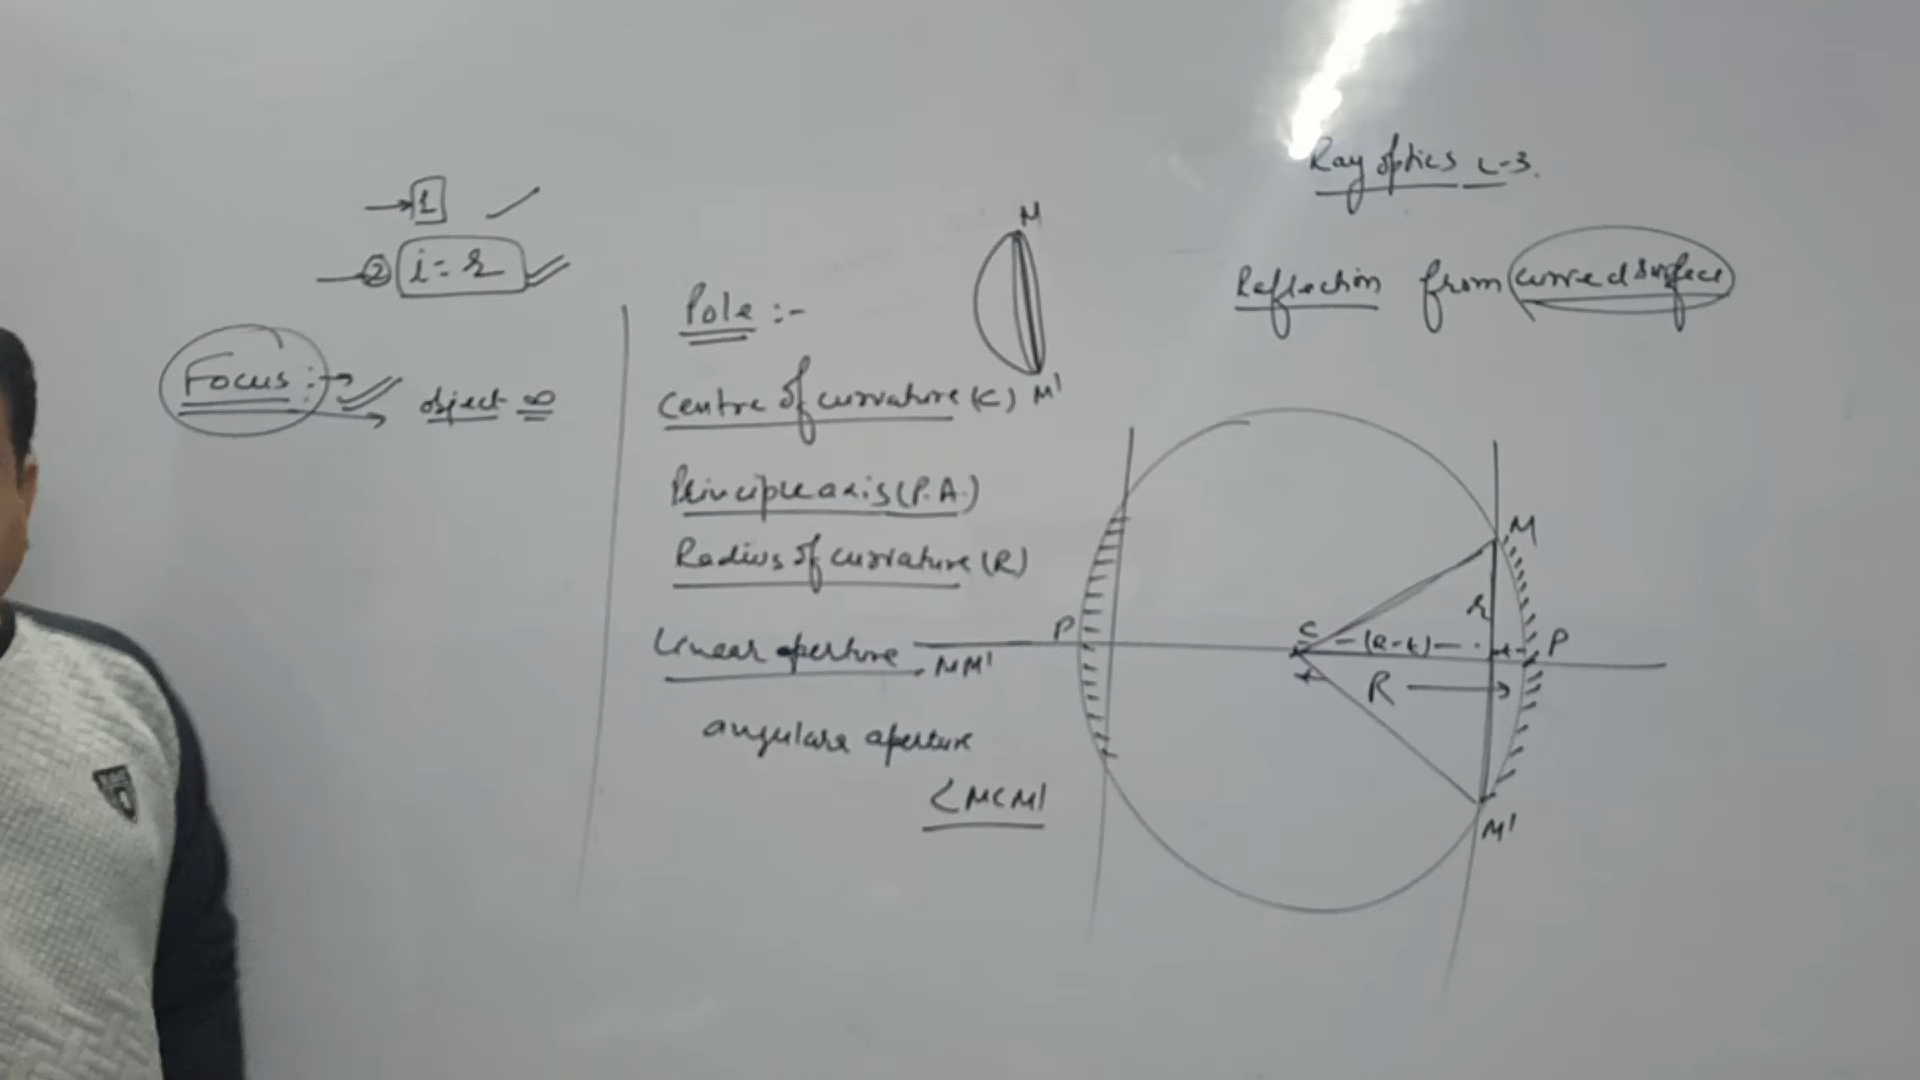 Ray optics L-3.
Reflection from curved surface
→ 1
→ ② i = r
Focus :→
→ object ∞
Pole :-
Centre of curvature (C)
Principle axis (P.A.)
Radius of curvature (R)
Linear aperture
MM'
angulare aperture
<MCM'
M
M'
M
r
P
C
-(R-t)-
t
P
R
M'